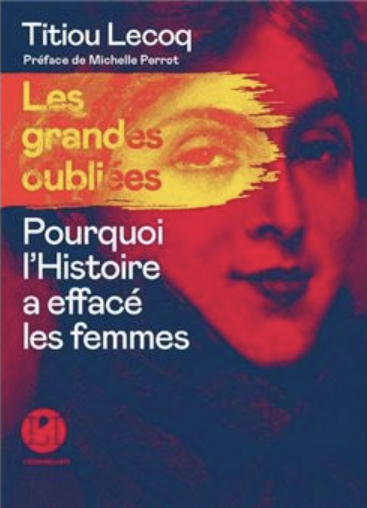 Titiou Lecoq
Préface de Michelle Perrot
Les
grandes
oubliées
Pourquoi
l'Histoire
a effacé
les femmes